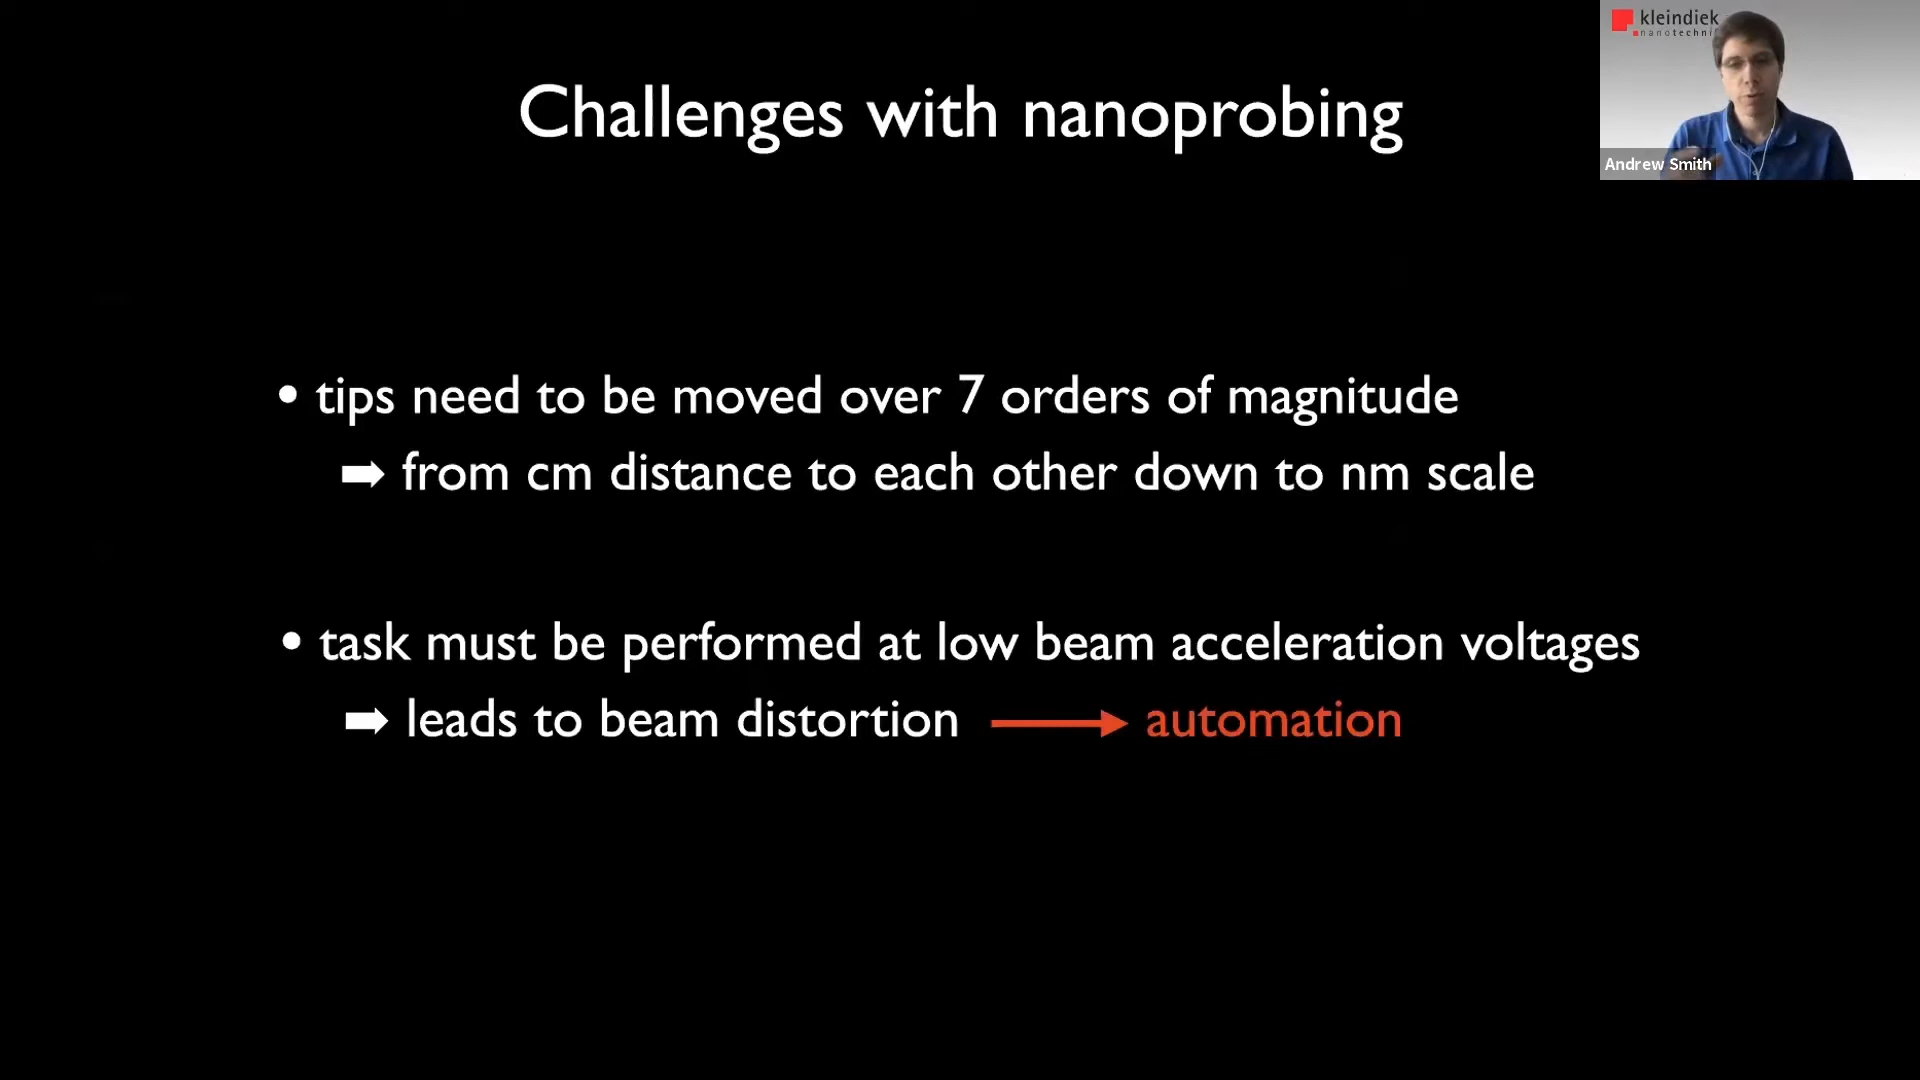 Challenges with nanoprobing
kleindiek
nanotechni
Andrew Smith
• tips need to be moved over 7 orders of magnitude
➡ from cm distance to each other down to nm scale
• task must be performed at low beam acceleration voltages
➡ leads to beam distortion → automation